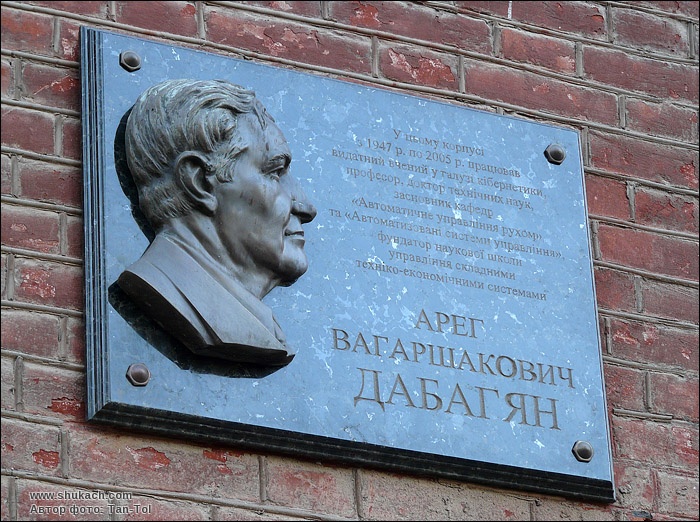 У цьому корпусі
з 1947 р. по 2005 р. працював
видатний вчений у галузі кібернетики,
професор, доктор технічних наук,
засновник кафедр
«Автоматичне управління рухом»
та «Автоматизовані системи управління»,
фундатор наукової школи
управління складними
техніко-економічними системами
АРЕГ
ВАГАРШАКОВИЧ
ДАБАГЯН
www.shukach.com
Автор фото: Tan-Tol